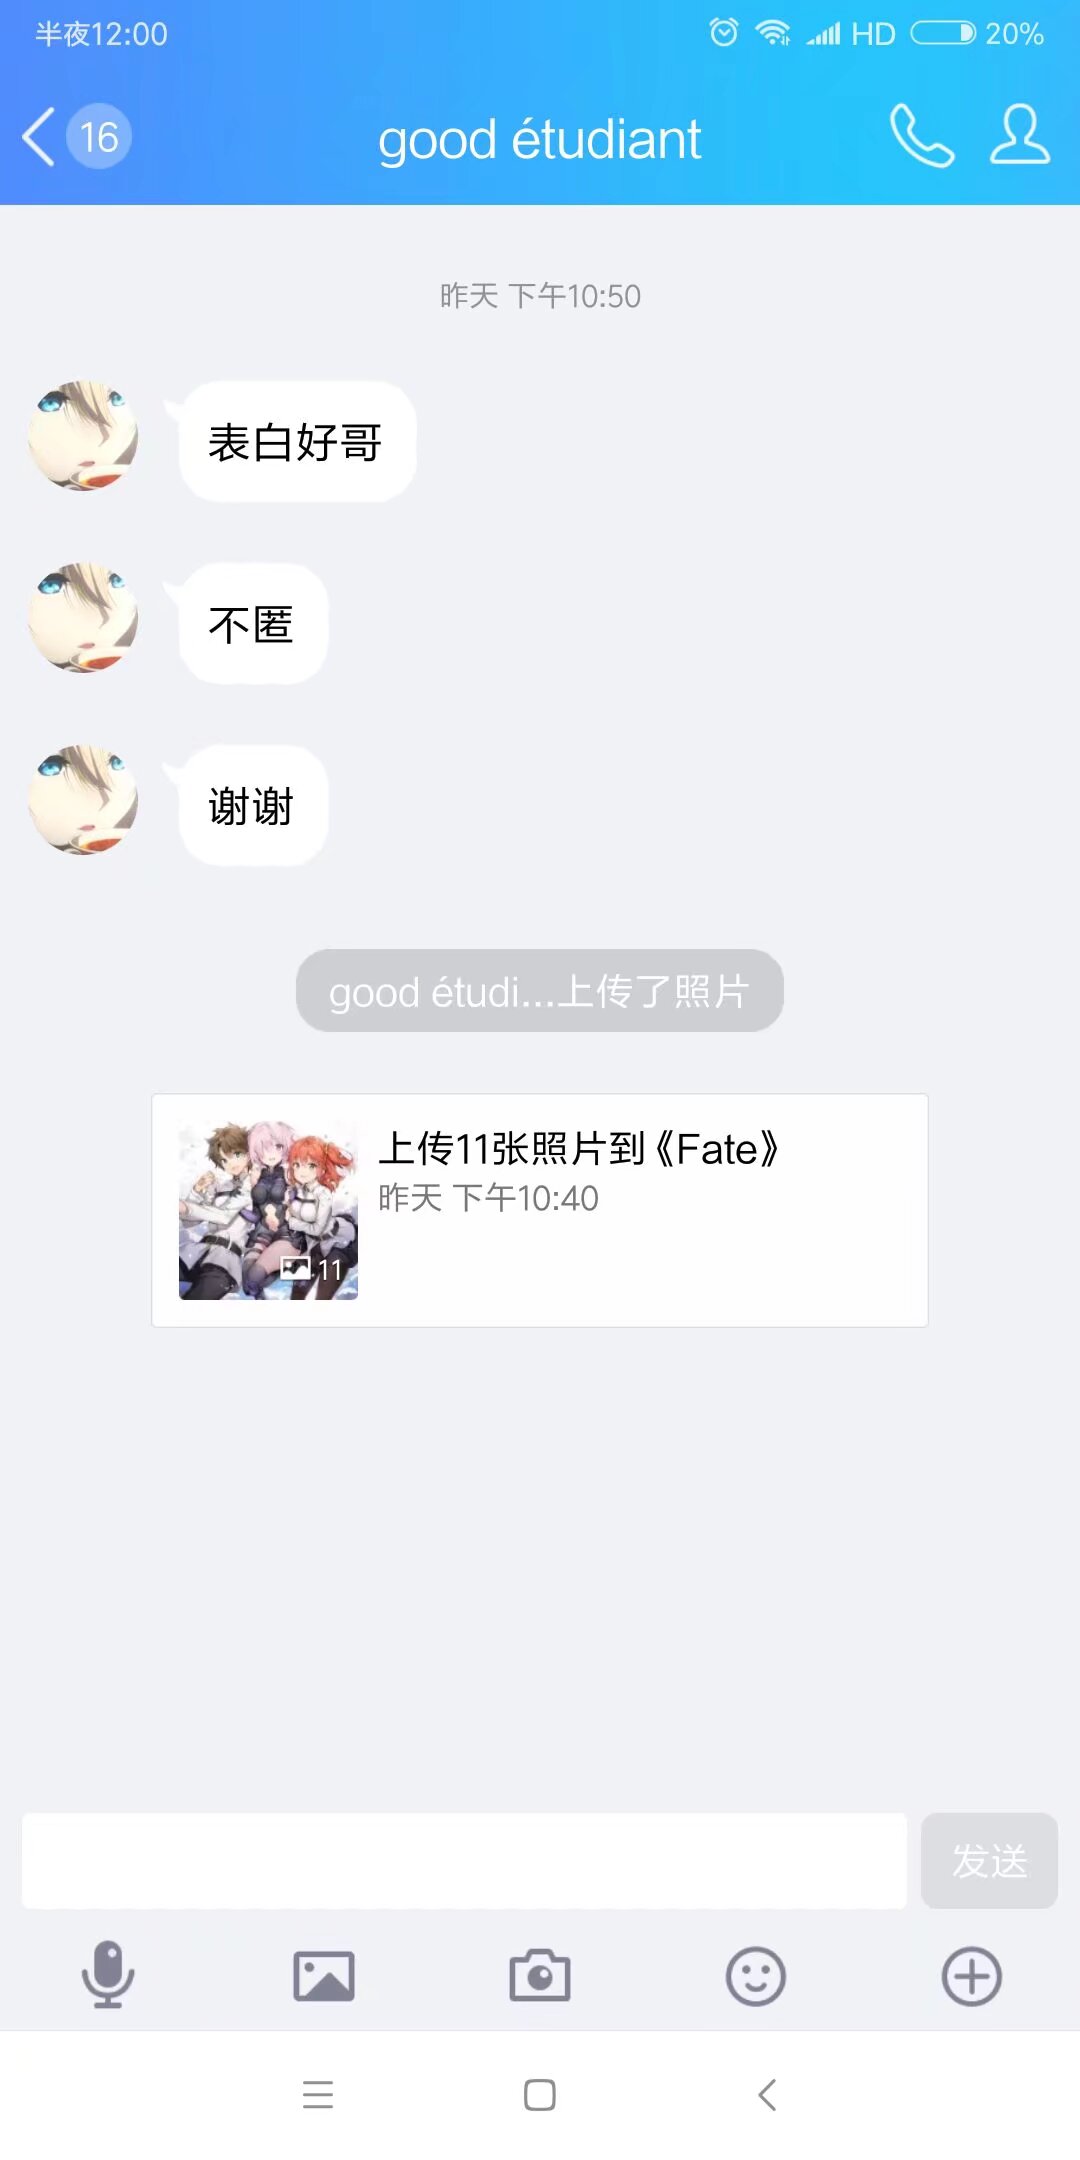 半夜12:00 HD 20%
16 good étudiant
昨天 下午10:50
表白好哥
不匿
谢谢
good étudi...上传了照片
上传11张照片到《Fate》
昨天 下午10:40
11
发送